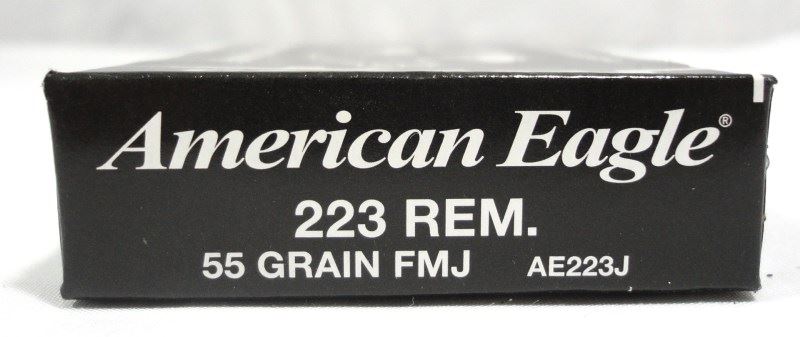 American Eagle®
223 REM.
55 GRAIN FMJ AE223J